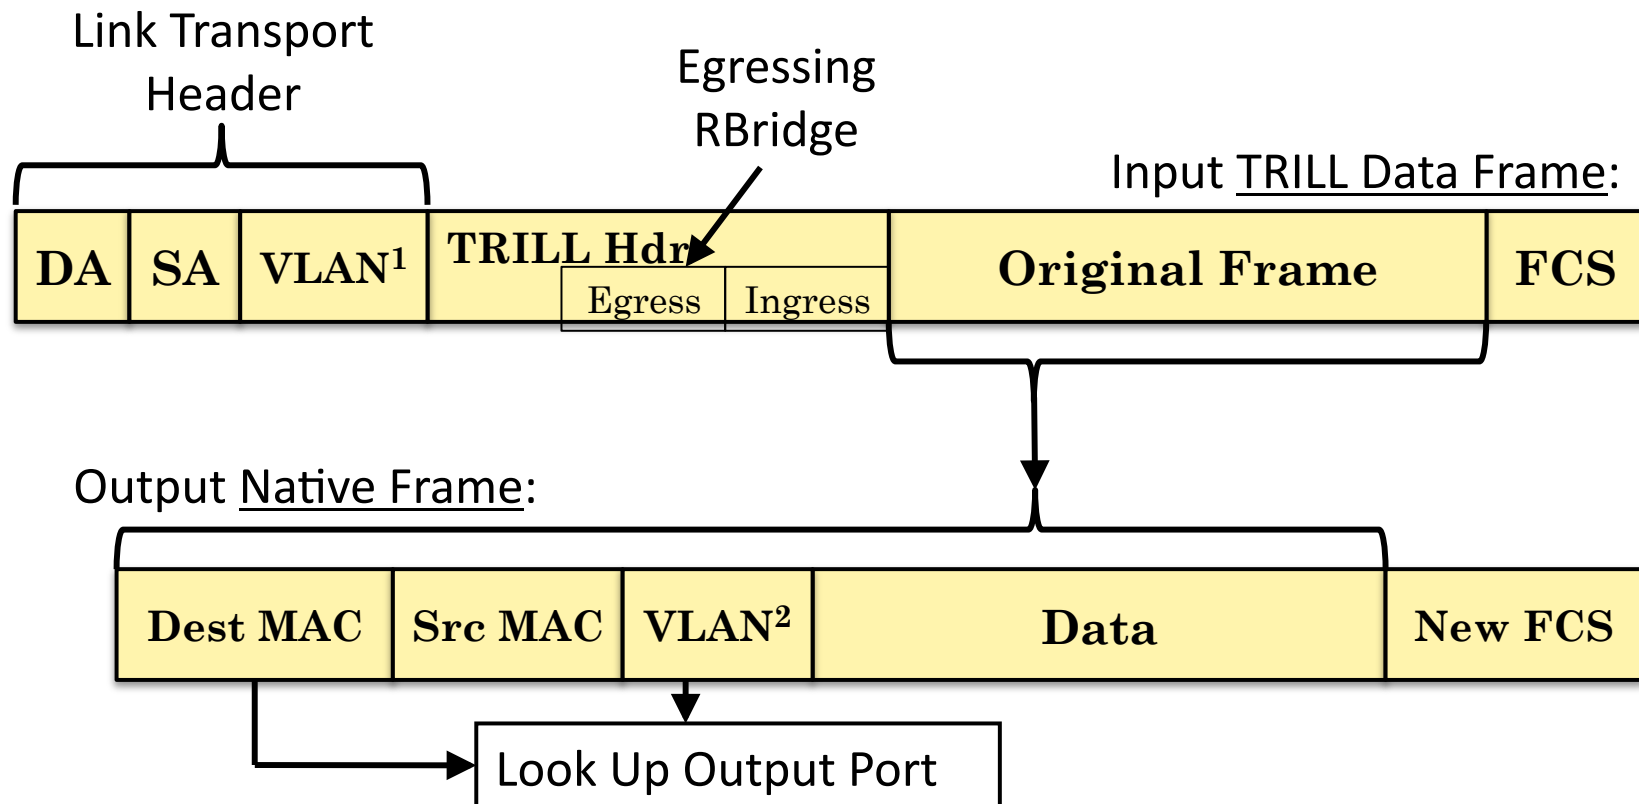 Link Transport
Header
Egressing
RBridge
Input TRILL Data Frame:
DA SA VLAN¹ TRILL Hdr Original Frame FCS
Egress Ingress
Output Native Frame:
Dest MAC Src MAC VLAN² Data New FCS
Look Up Output Port